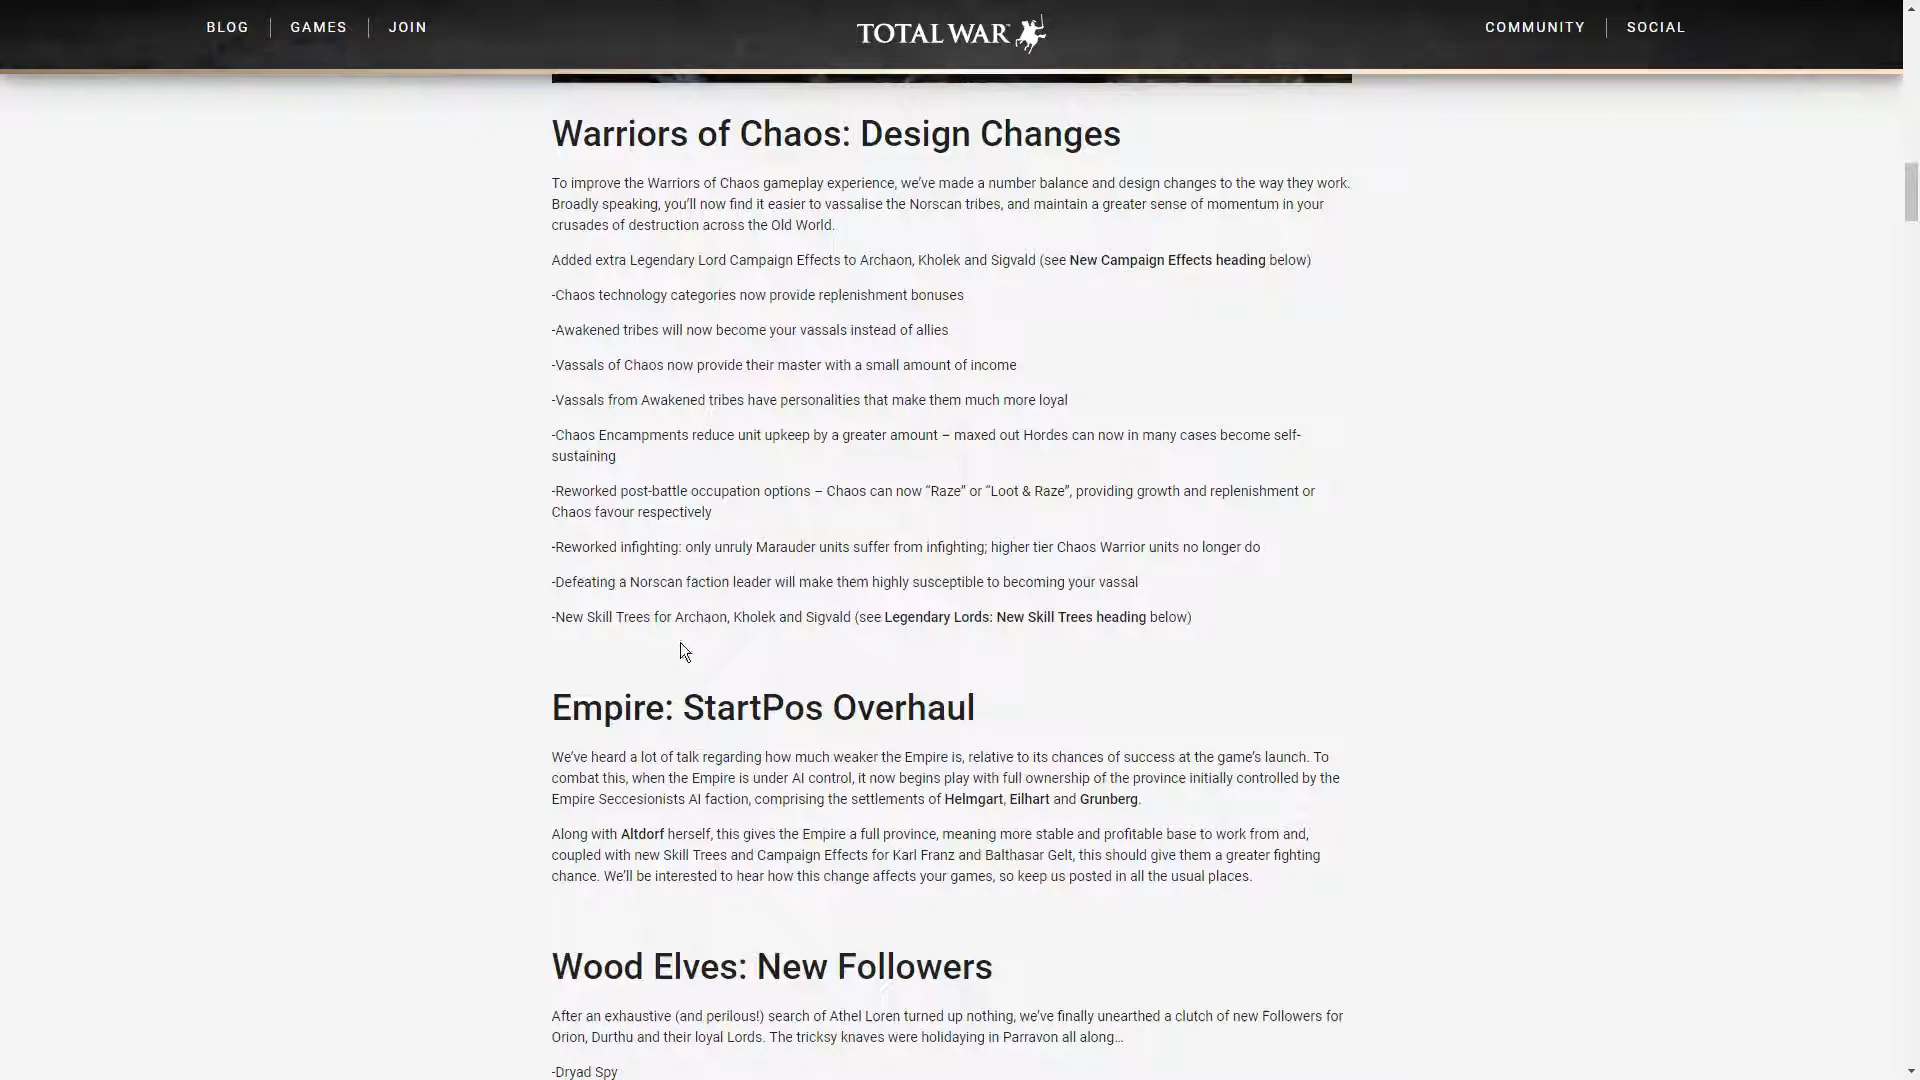 BLOG GAMES JOIN TOTAL WAR COMMUNITY SOCIAL
Warriors of Chaos: Design Changes
To improve the Warriors of Chaos gameplay experience, we’ve made a number balance and design changes to the way they work.
Broadly speaking, you’ll now find it easier to vassalise the Norscan tribes, and maintain a greater sense of momentum in your
crusades of destruction across the Old World.
Added extra Legendary Lord Campaign Effects to Archaon, Kholek and Sigvald (see New Campaign Effects heading below)
-Chaos technology categories now provide replenishment bonuses
-Awakened tribes will now become your vassals instead of allies
-Vassals of Chaos now provide their master with a small amount of income
-Vassals from Awakened tribes have personalities that make them much more loyal
-Chaos Encampments reduce unit upkeep by a greater amount – maxed out Hordes can now in many cases become self-
sustaining
-Reworked post-battle occupation options – Chaos can now “Raze” or “Loot & Raze”, providing growth and replenishment or
Chaos favour respectively
-Reworked infighting: only unruly Marauder units suffer from infighting; higher tier Chaos Warrior units no longer do
-Defeating a Norscan faction leader will make them highly susceptible to becoming your vassal
-New Skill Trees for Archaon, Kholek and Sigvald (see Legendary Lords: New Skill Trees heading below)
Empire: StartPos Overhaul
We’ve heard a lot of talk regarding how much weaker the Empire is, relative to its chances of success at the game’s launch. To
combat this, when the Empire is under AI control, it now begins play with full ownership of the province initially controlled by the
Empire Seccesionists AI faction, comprising the settlements of Helmgart, Eilhart and Grunberg.
Along with Altdorf herself, this gives the Empire a full province, meaning more stable and profitable base to work from and,
coupled with new Skill Trees and Campaign Effects for Karl Franz and Balthasar Gelt, this should give them a greater fighting
chance. We’ll be interested to hear how this change affects your games, so keep us posted in all the usual places.
Wood Elves: New Followers
After an exhaustive (and perilous!) search of Athel Loren turned up nothing, we’ve finally unearthed a clutch of new Followers for
Orion, Durthu and their loyal Lords. The tricksy knaves were holidaying in Parravon all along…
-Dryad Spy